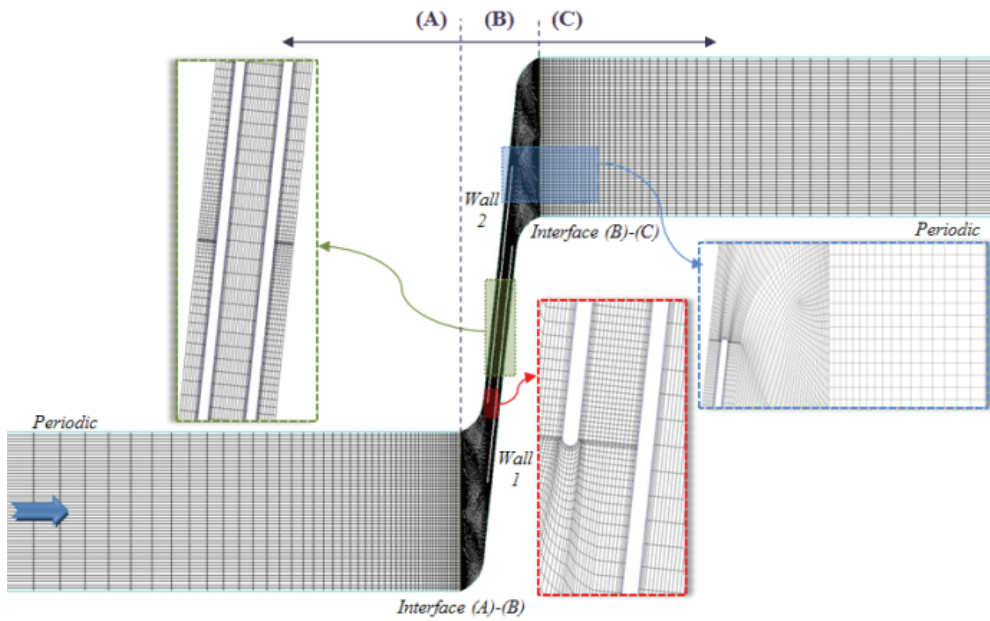 (A)
(B)
(C)
Wall
2
Interface (B)-(C)
Periodic
Periodic
Wall
1
Interface (A)-(B)